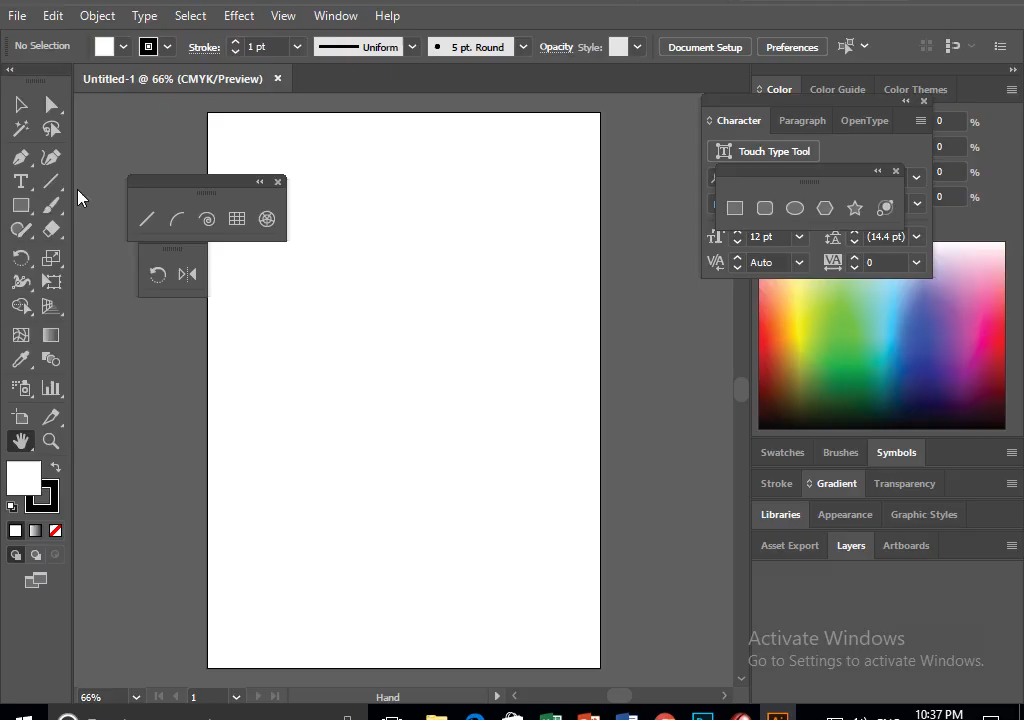 File Edit Object Type Select Effect View Window Help
No Selection Stroke: 1 pt Uniform 5 pt. Round Opacity Style: Document Setup Preferences
Untitled-1 @ 66% (CMYK/Preview) ×
Color Color Guide Color Themes
Character Paragraph OpenType
0 %
Touch Type Tool
0 %
0 %
0 %
12 pt (14.4 pt)
Auto 0
Swatches Brushes Symbols
Stroke Gradient Transparency
Libraries Appearance Graphic Styles
Asset Export Layers Artboards
Activate Windows
Go to Settings to activate Windows.
66% 1 Hand
10:37 PM